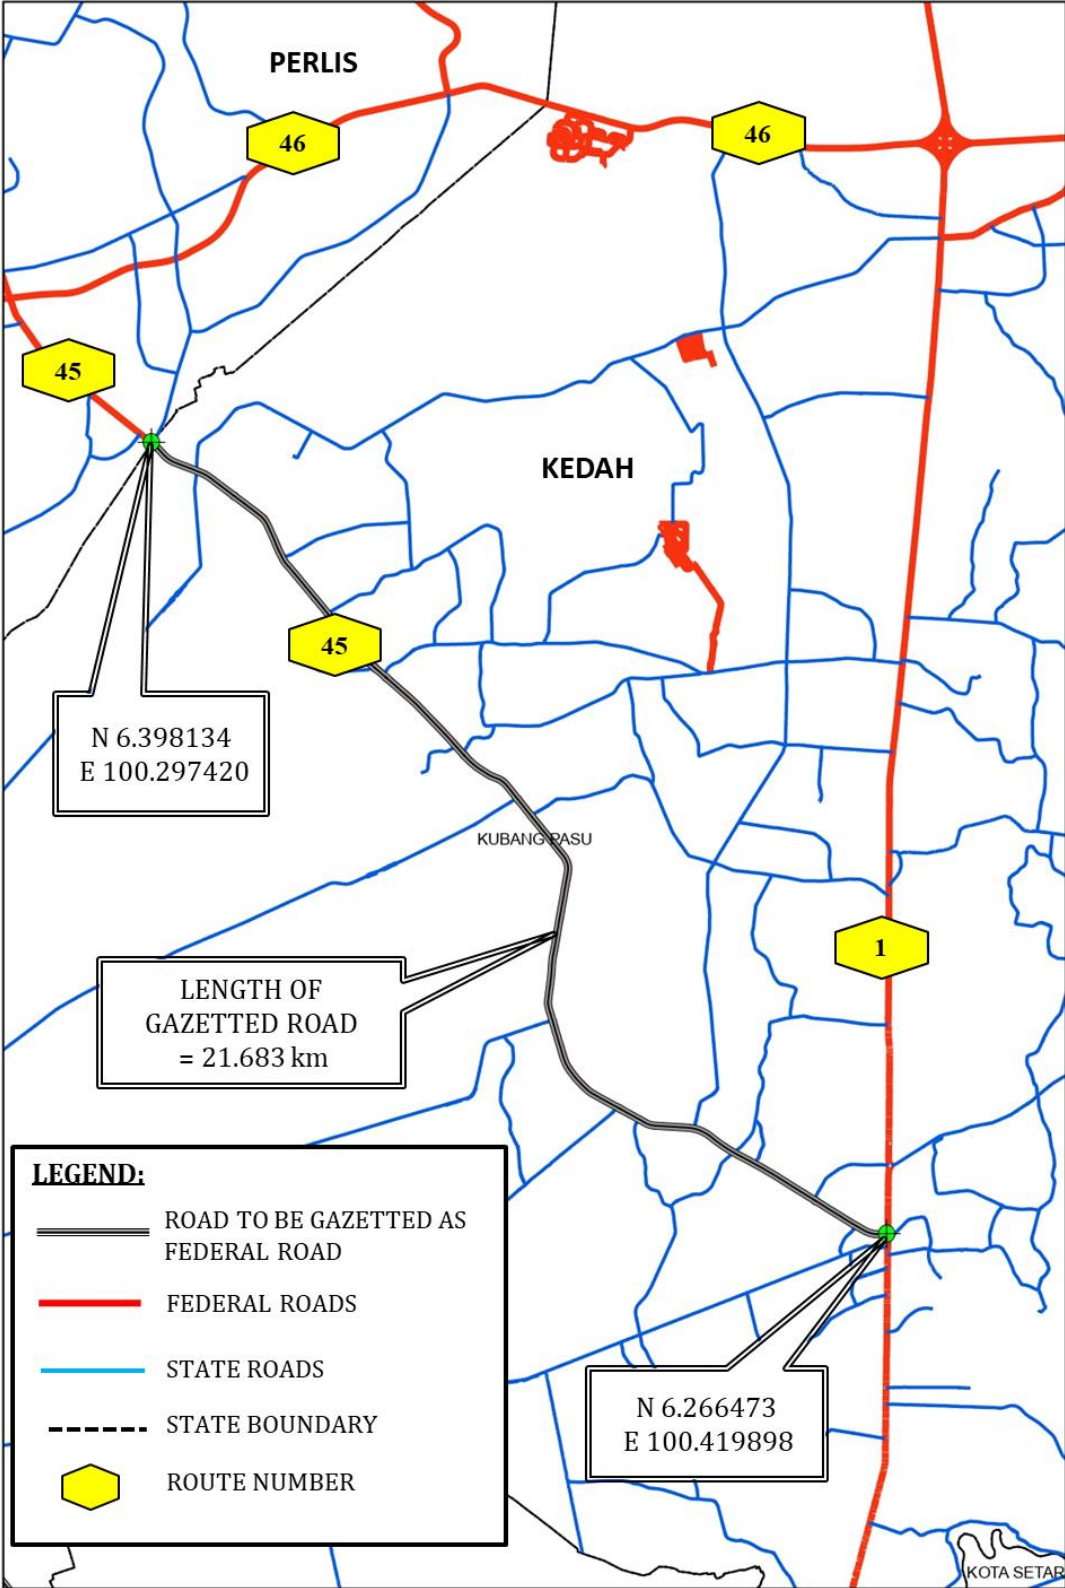 PERLIS
46
46
45
KEDAH
45
N 6.398134
E 100.297420
KUBANG PASU
1
LENGTH OF
GAZETTED ROAD
= 21.683 km
LEGEND:
ROAD TO BE GAZETTED AS
FEDERAL ROAD
FEDERAL ROADS
STATE ROADS
STATE BOUNDARY
ROUTE NUMBER
N 6.266473
E 100.419898
KOTA SETAR